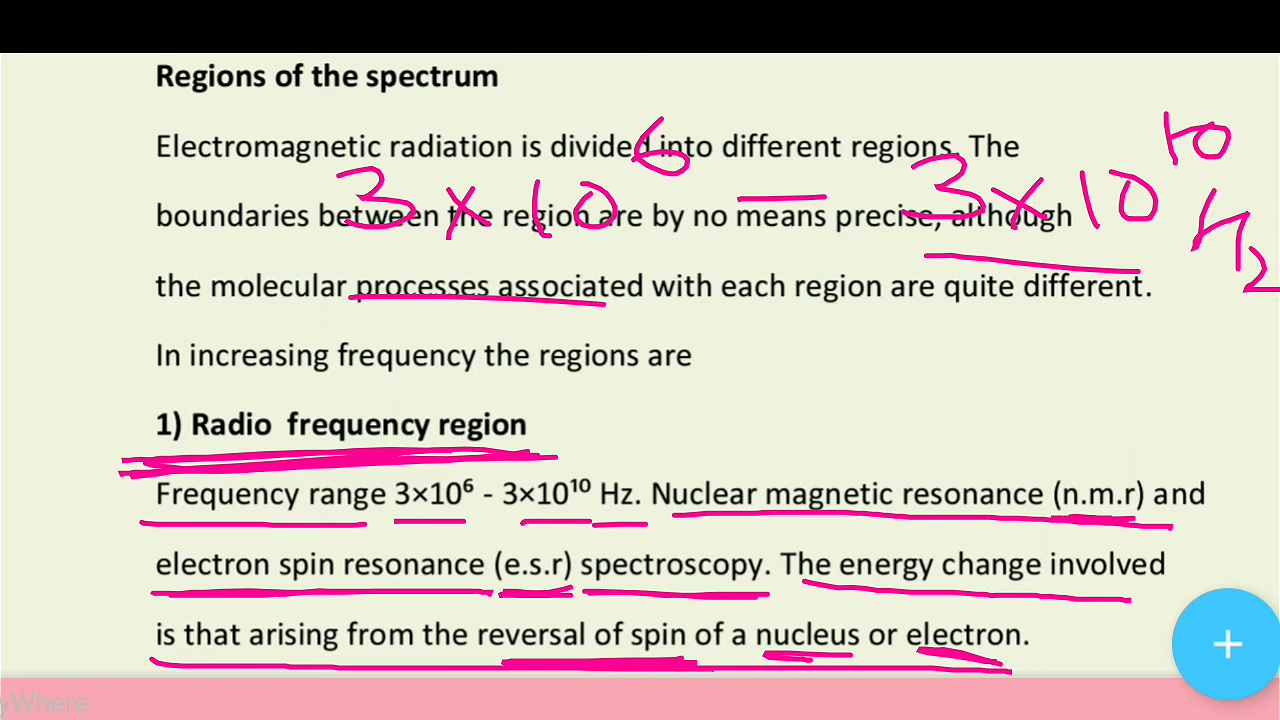 Regions of the spectrum
Electromagnetic radiation is divided into different regions. The
boundaries between the region are by no means precise, although
the molecular processes associated with each region are quite different.
In increasing frequency the regions are
1) Radio  frequency region
Frequency range 3×10⁶ - 3×10¹⁰ Hz. Nuclear magnetic resonance (n.m.r) and
electron spin resonance (e.s.r) spectroscopy. The energy change involved
is that arising from the reversal of spin of a nucleus or electron.
3 × 10⁶ — 3 × 10¹⁰ Hz
yWhere